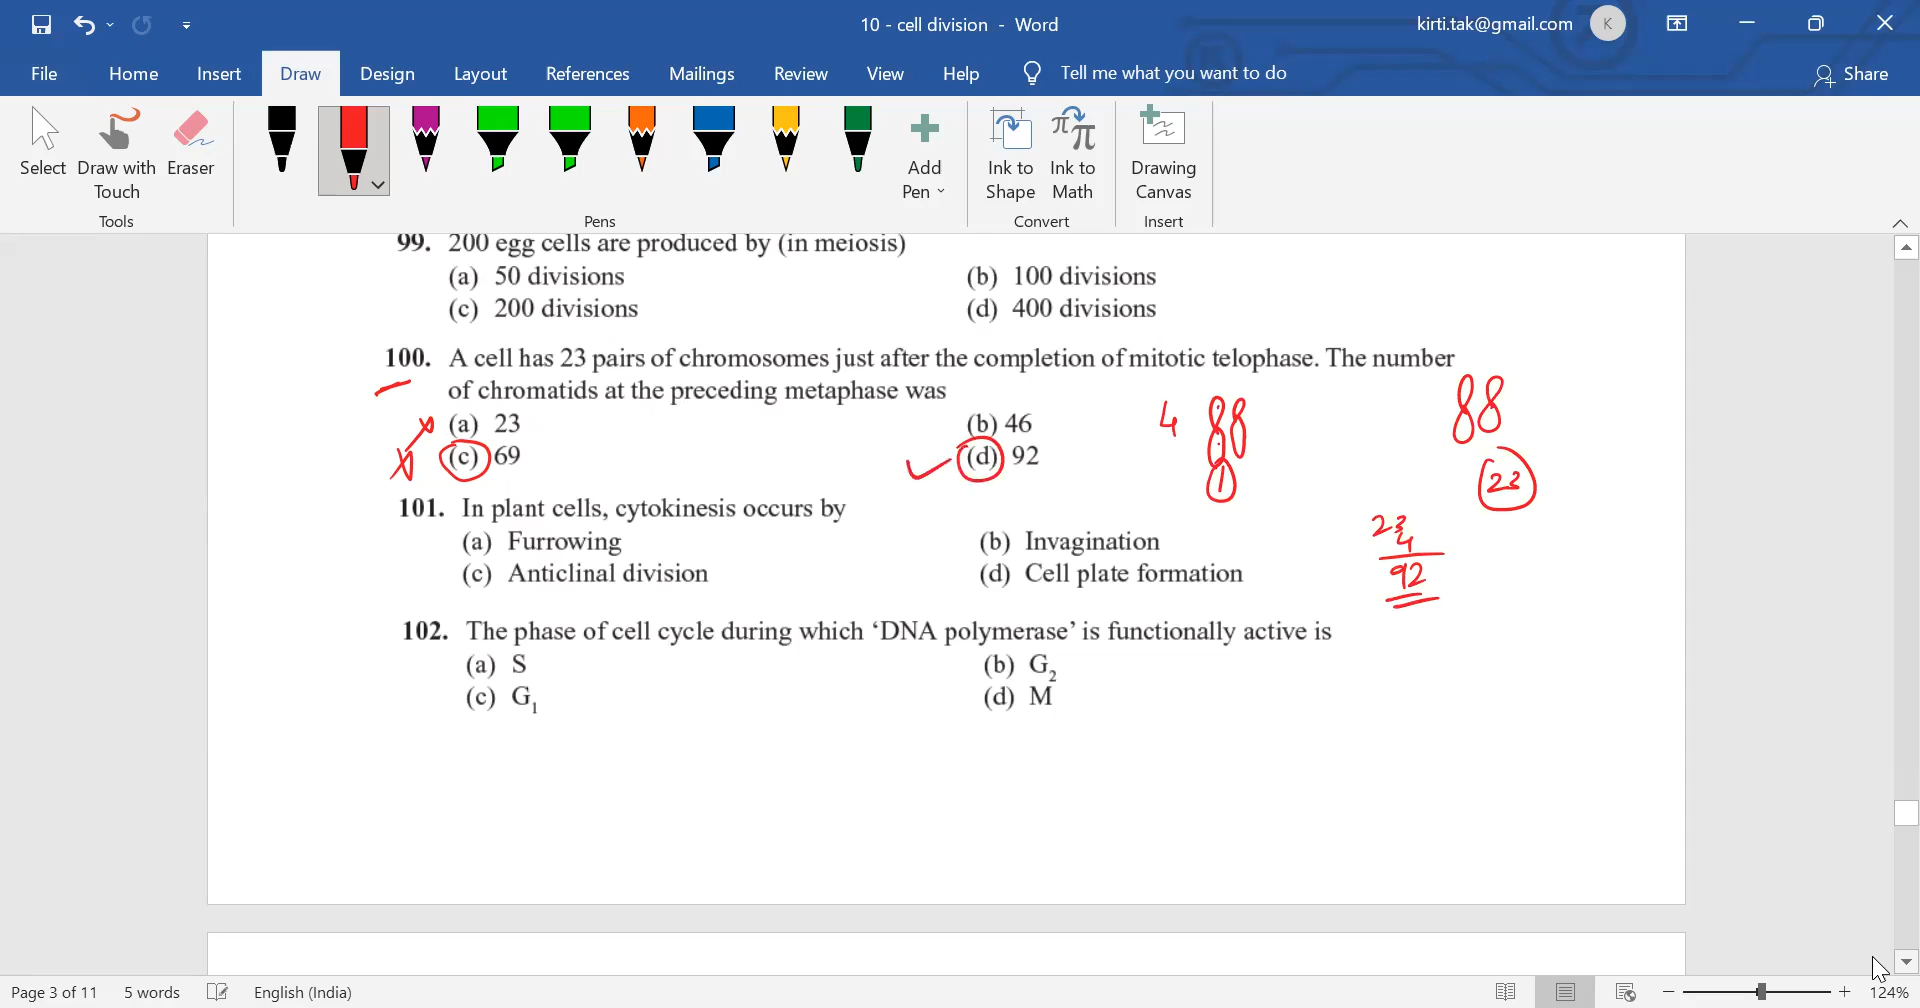 10 - cell division - Word
kirti.tak@gmail.com K
File Home Insert Draw Design Layout References Mailings Review View Help Tell me what you want to do Share
Select Draw with Touch Eraser Add Pen Ink to Shape Ink to Math Drawing Canvas
Tools Pens Convert Insert
99. 200 egg cells are produced by (in meiosis)
(a) 50 divisions (b) 100 divisions
(c) 200 divisions (d) 400 divisions
100. A cell has 23 pairs of chromosomes just after the completion of mitotic telophase. The number
of chromatids at the preceding metaphase was
(a) 23 (b) 46 4 88 88
(c) 69 (d) 92 1 23
101. In plant cells, cytokinesis occurs by
23
(a) Furrowing (b) Invagination 4
(c) Anticlinal division (d) Cell plate formation 92
102. The phase of cell cycle during which ‘DNA polymerase’ is functionally active is
(a) S (b) G₂
(c) G₁ (d) M
Page 3 of 11 5 words English (India) 124%